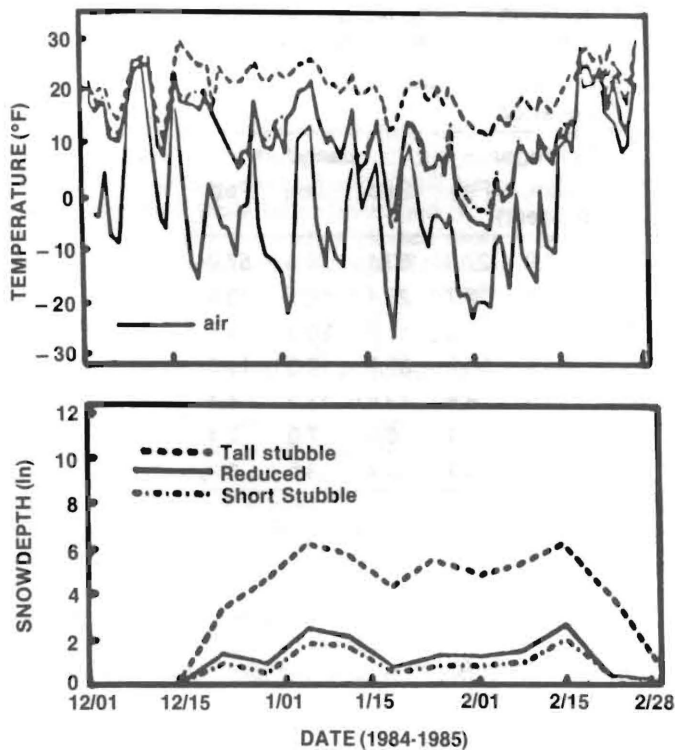 TEMPERATURE (°F)
30
20
10
0
– 10
– 20
– 30
air
SNOWDEPTH (In)
12
10
8
6
4
2
0
Tall stubble
Reduced
Short Stubble
12/01 12/15 1/01 1/15 2/01 2/15 2/28
DATE (1984-1985)